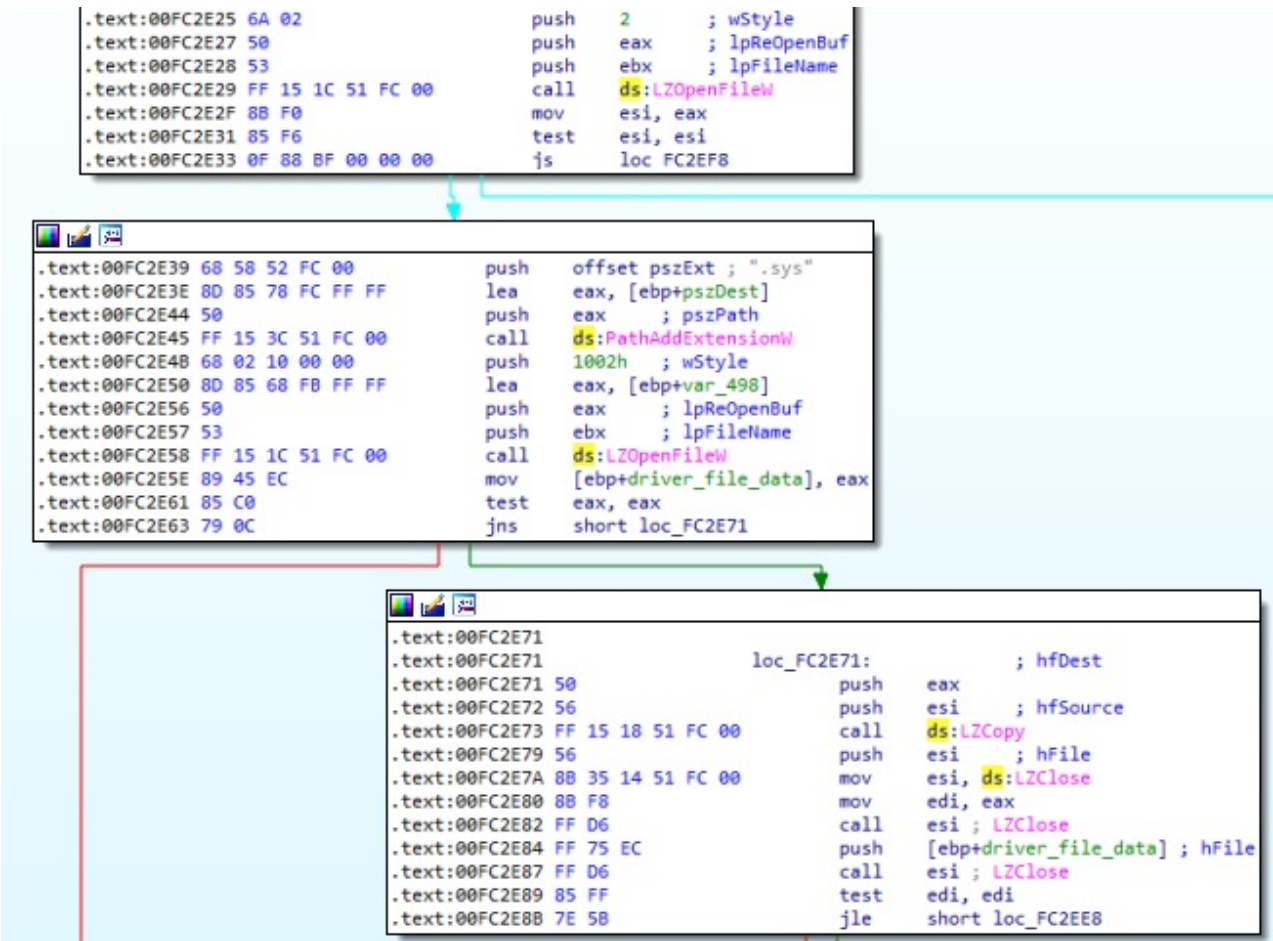 .text:00FC2E25 6A 02 push 2 ; wStyle
.text:00FC2E27 50 push eax ; lpReOpenBuf
.text:00FC2E28 53 push ebx ; lpFileName
.text:00FC2E29 FF 15 1C 51 FC 00 call ds:LZOpenFileW
.text:00FC2E2F 8B F0 mov esi, eax
.text:00FC2E31 85 F6 test esi, esi
.text:00FC2E33 0F 88 BF 00 00 00 js loc FC2EF8
.text:00FC2E39 68 58 52 FC 00 push offset pszExt ; ".sys"
.text:00FC2E3E 8D 85 78 FC FF FF lea eax, [ebp+pszDest]
.text:00FC2E44 50 push eax ; pszPath
.text:00FC2E45 FF 15 3C 51 FC 00 call ds:PathAddExtensionW
.text:00FC2E4B 68 02 10 00 00 push 1002h ; wStyle
.text:00FC2E50 8D 85 68 FB FF FF lea eax, [ebp+var_498]
.text:00FC2E56 50 push eax ; lpReOpenBuf
.text:00FC2E57 53 push ebx ; lpFileName
.text:00FC2E58 FF 15 1C 51 FC 00 call ds:LZOpenFileW
.text:00FC2E5E 89 45 EC mov [ebp+driver_file_data], eax
.text:00FC2E61 85 C0 test eax, eax
.text:00FC2E63 79 0C jns short loc_FC2E71
.text:00FC2E71
.text:00FC2E71 loc_FC2E71: ; hfDest
.text:00FC2E71 50 push eax
.text:00FC2E72 56 push esi ; hfSource
.text:00FC2E73 FF 15 18 51 FC 00 call ds:LZCopy
.text:00FC2E79 56 push esi ; hFile
.text:00FC2E7A 8B 35 14 51 FC 00 mov esi, ds:LZClose
.text:00FC2E80 8B F8 mov edi, eax
.text:00FC2E82 FF D6 call esi ; LZClose
.text:00FC2E84 FF 75 EC push [ebp+driver_file_data] ; hFile
.text:00FC2E87 FF D6 call esi ; LZClose
.text:00FC2E89 85 FF test edi, edi
.text:00FC2E8B 7E 5B jle short loc_FC2EE8